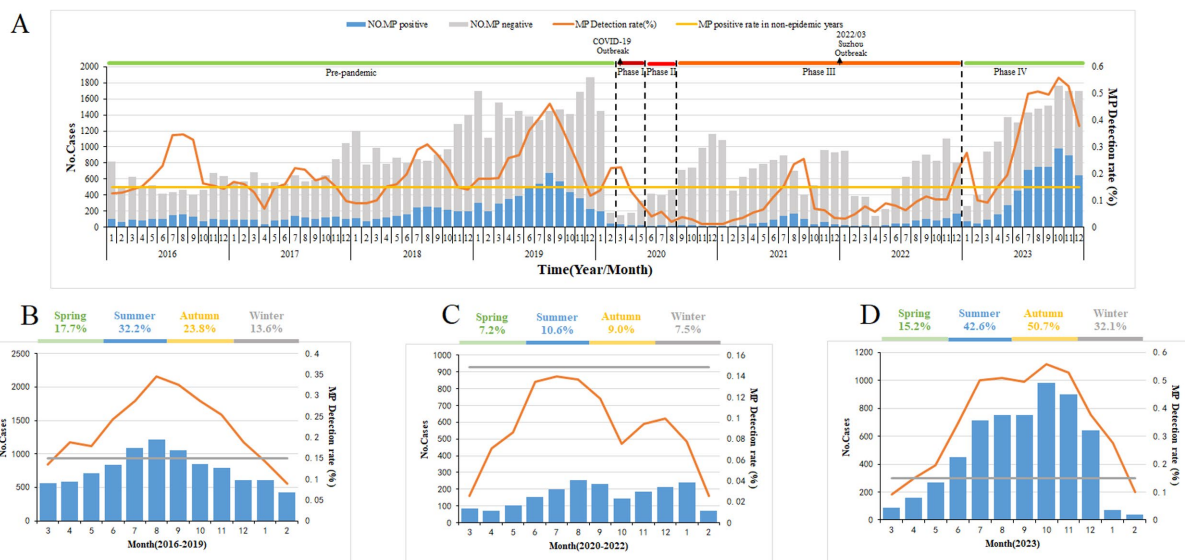 A
NO.MP positive NO.MP negative MP Detection rate(%) MP positive rate in non-epidemic years
COVID-19
Outbreak
2022/03
Suzhou
Outbreak
Pre-pandemic Phase I Phase II Phase III Phase IV
No.Cases
2000
1800
1600
1400
1200
1000
800
600
400
200
0
0.6
0.5
0.4
0.3
0.2
0.1
0
MP Detection rate(%)
1 2 3 4 5 6 7 8 9 10 11 12 1 2 3 4 5 6 7 8 9 10 11 12 1 2 3 4 5 6 7 8 9 10 11 12 1 2 3 4 5 6 7 8 9 10 11 12 1 2 3 4 5 6 7 8 9 10 11 12 1 2 3 4 5 6 7 8 9 10 11 12 1 2 3 4 5 6 7 8 9 10 11 12 1 2 3 4 5 6 7 8 9 10 11 12
2016 2017 2018 2019 2020 2021 2022 2023
Time(Year/Month)
B
Spring Summer Autumn Winter
17.7% 32.2% 23.8% 13.6%
No.Cases
2500
2000
1500
1000
500
0
0.4
0.35
0.3
0.25
0.2
0.15
0.1
0.05
0
MP Detection rate (%)
3 4 5 6 7 8 9 10 11 12 1 2
Month(2016-2019)
C
Spring Summer Autumn Winter
7.2% 10.6% 9.0% 7.5%
No.Cases
1000
900
800
700
600
500
400
300
200
100
0
0.16
0.14
0.12
0.1
0.08
0.06
0.04
0.02
0
MP Detection rate (%)
3 4 5 6 7 8 9 10 11 12 1 2
Month(2020-2022)
D
Spring Summer Autumn Winter
15.2% 42.6% 50.7% 32.1%
No.Cases
1200
1000
800
600
400
200
0
0.6
0.5
0.4
0.3
0.2
0.1
0
MP Detection rate (%)
3 4 5 6 7 8 9 10 11 12 1 2
Month(2023)